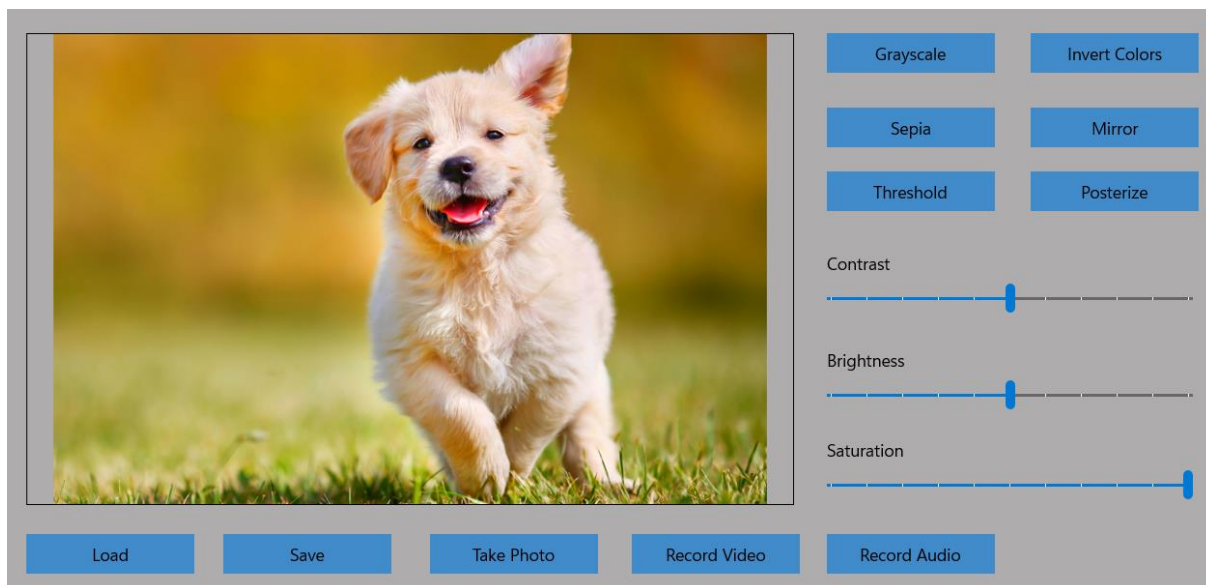 Grayscale
Invert Colors
Sepia
Mirror
Threshold
Posterize
Contrast
Brightness
Saturation
Load
Save
Take Photo
Record Video
Record Audio